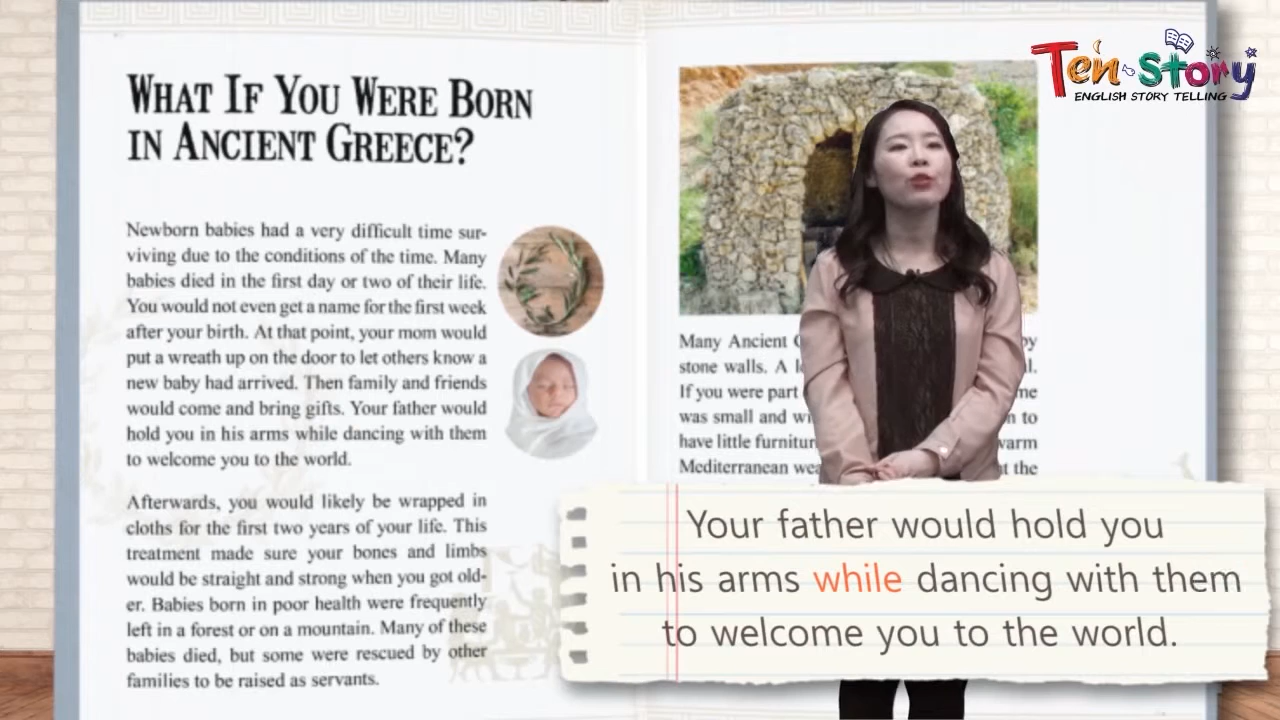 WHAT IF YOU WERE BORN
IN ANCIENT GREECE?
Newborn babies had a very difficult time sur-
viving due to the conditions of the time. Many
babies died in the first day or two of their life.
You would not even get a name for the first week
after your birth. At that point, your mom would
put a wreath up on the door to let others know a
new baby had arrived. Then family and friends
would come and bring gifts. Your father would
hold you in his arms while dancing with them
to welcome you to the world.
Afterwards, you would likely be wrapped in
cloths for the first two years of your life. This
treatment made sure your bones and limbs
would be straight and strong when you got old-
er. Babies born in poor health were frequently
left in a forest or on a mountain. Many of these
babies died, but some were rescued by other
families to be raised as servants.
Ten Story
ENGLISH STORY TELLING
Many Ancient by
stone walls. A
If you were part
was small and to
have little warm
Mediterranean the
Your father would hold you
in his arms while dancing with them
to welcome you to the world.